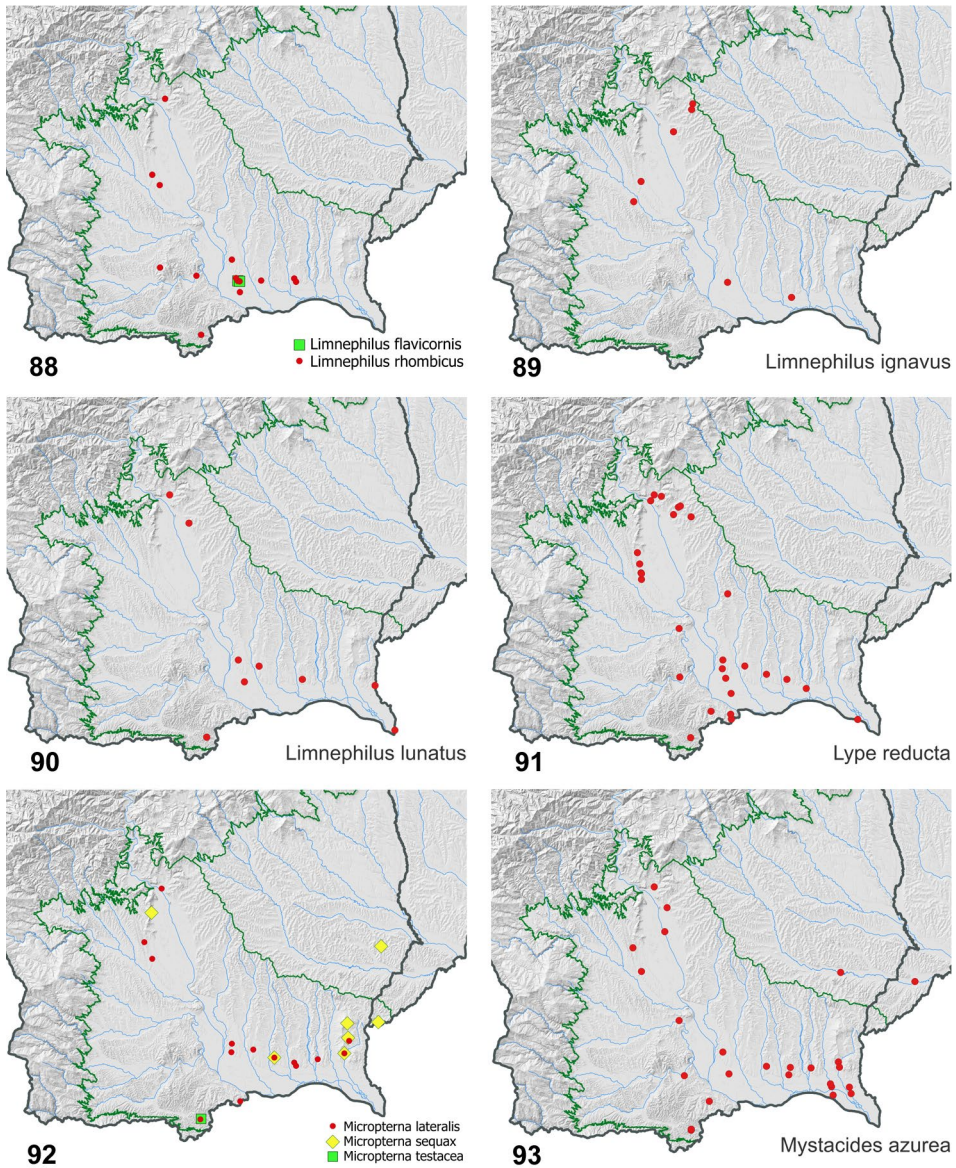 Limnephilus flavicornis
Limnephilus rhombicus
88
Limnephilus ignavus
89
Limnephilus lunatus
90
Lype reducta
91
Micropterna lateralis
Micropterna sequax
Micropterna testacea
92
Mystacides azurea
93